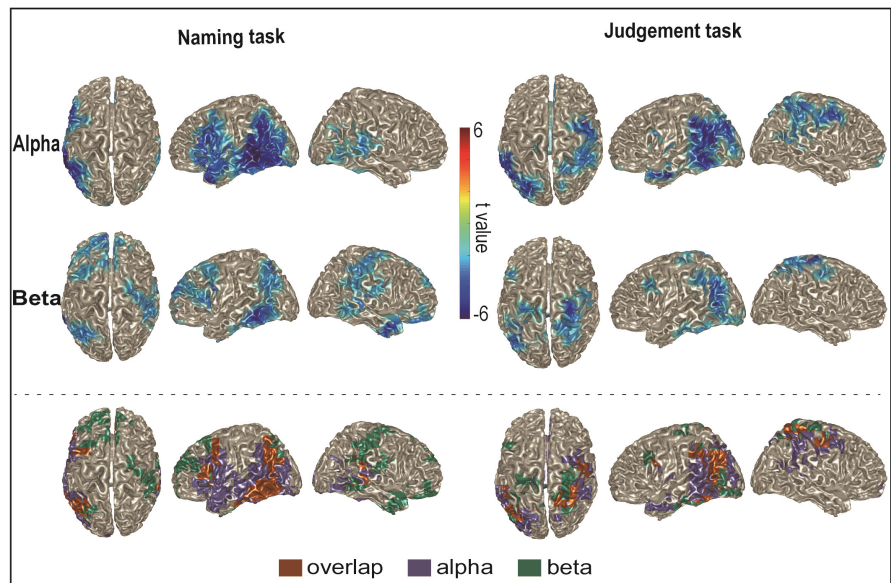 Naming task
Judgement task
Alpha
6
t value
-6
Beta
overlap alpha beta